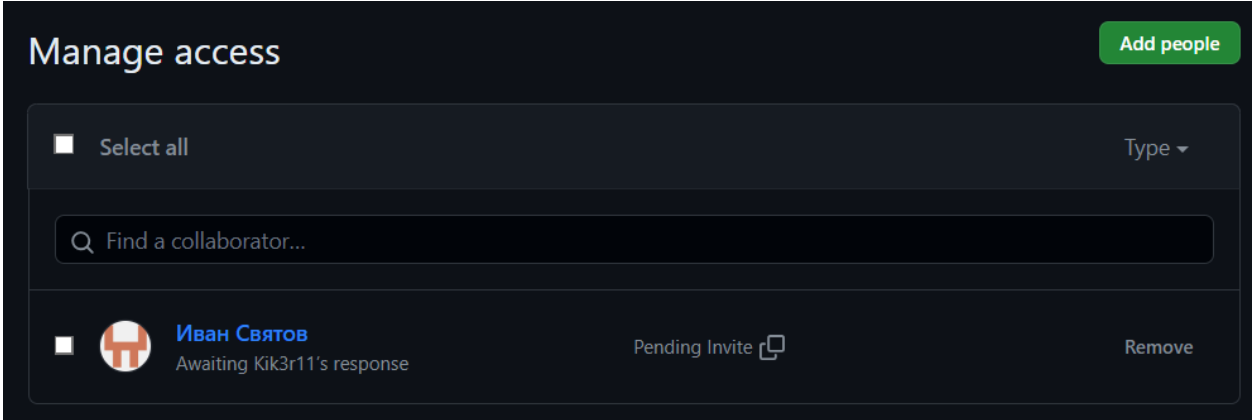 Manage access
Add people
Select all
Type
Find a collaborator...
Иван Святов
Awaiting Kik3r11's response
Pending Invite
Remove